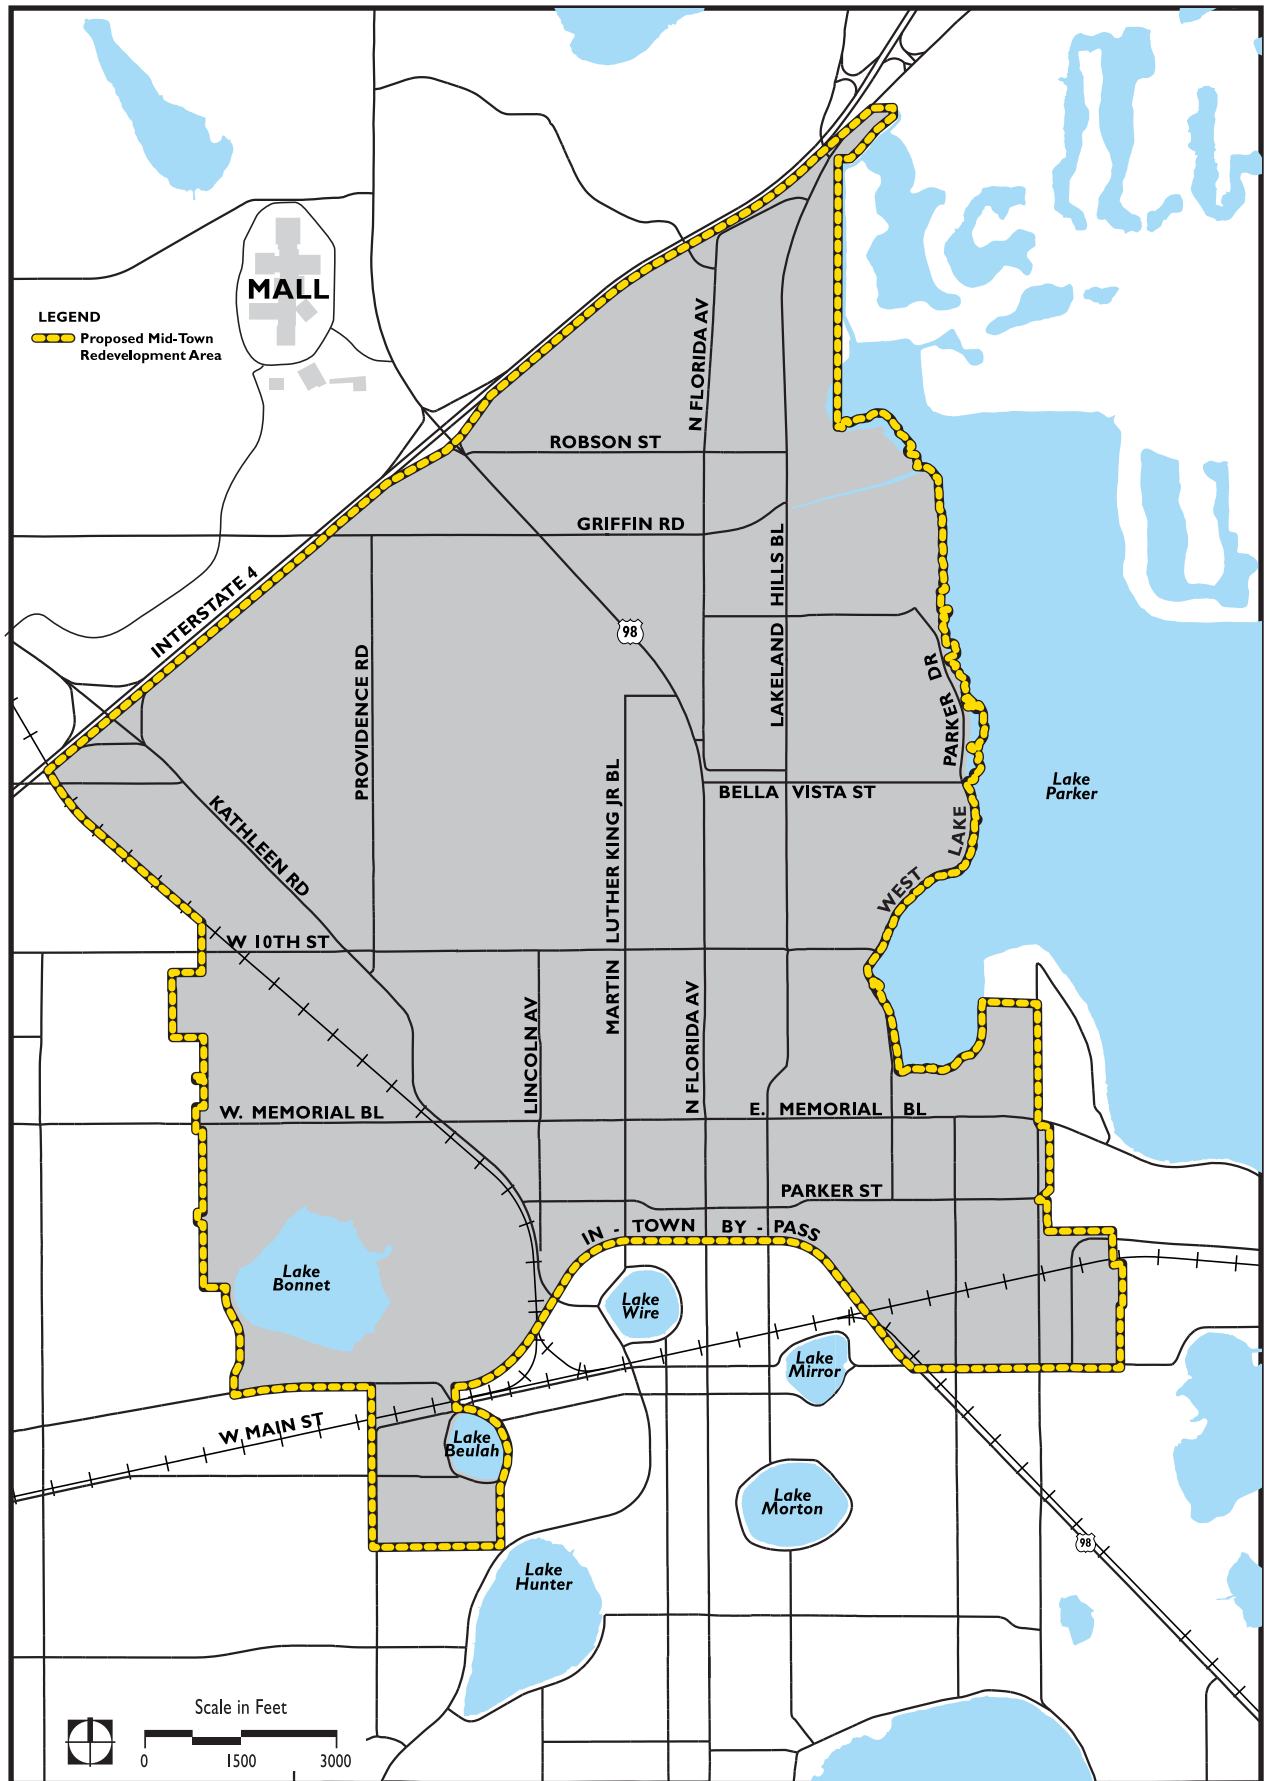 MALL
LEGEND
Proposed Mid-Town
Redevelopment Area
N FLORIDA AV
ROBSON ST
GRIFFIN RD
INTERSTATE 4
98
LAKELAND HILLS BL
PROVIDENCE RD
WEST LAKE PARKER DR
KATHLEEN RD
MARTIN LUTHER KING JR BL
BELLA VISTA ST
Lake
Parker
W 10TH ST
LINCOLN AV
N FLORIDA AV
W. MEMORIAL BL
E. MEMORIAL BL
PARKER ST
IN - TOWN BY - PASS
Lake
Bonnet
Lake
Wire
Lake
Mirror
W MAIN ST
Lake
Beulah
Lake
Morton
98
Lake
Hunter
Scale in Feet
0 1500 3000